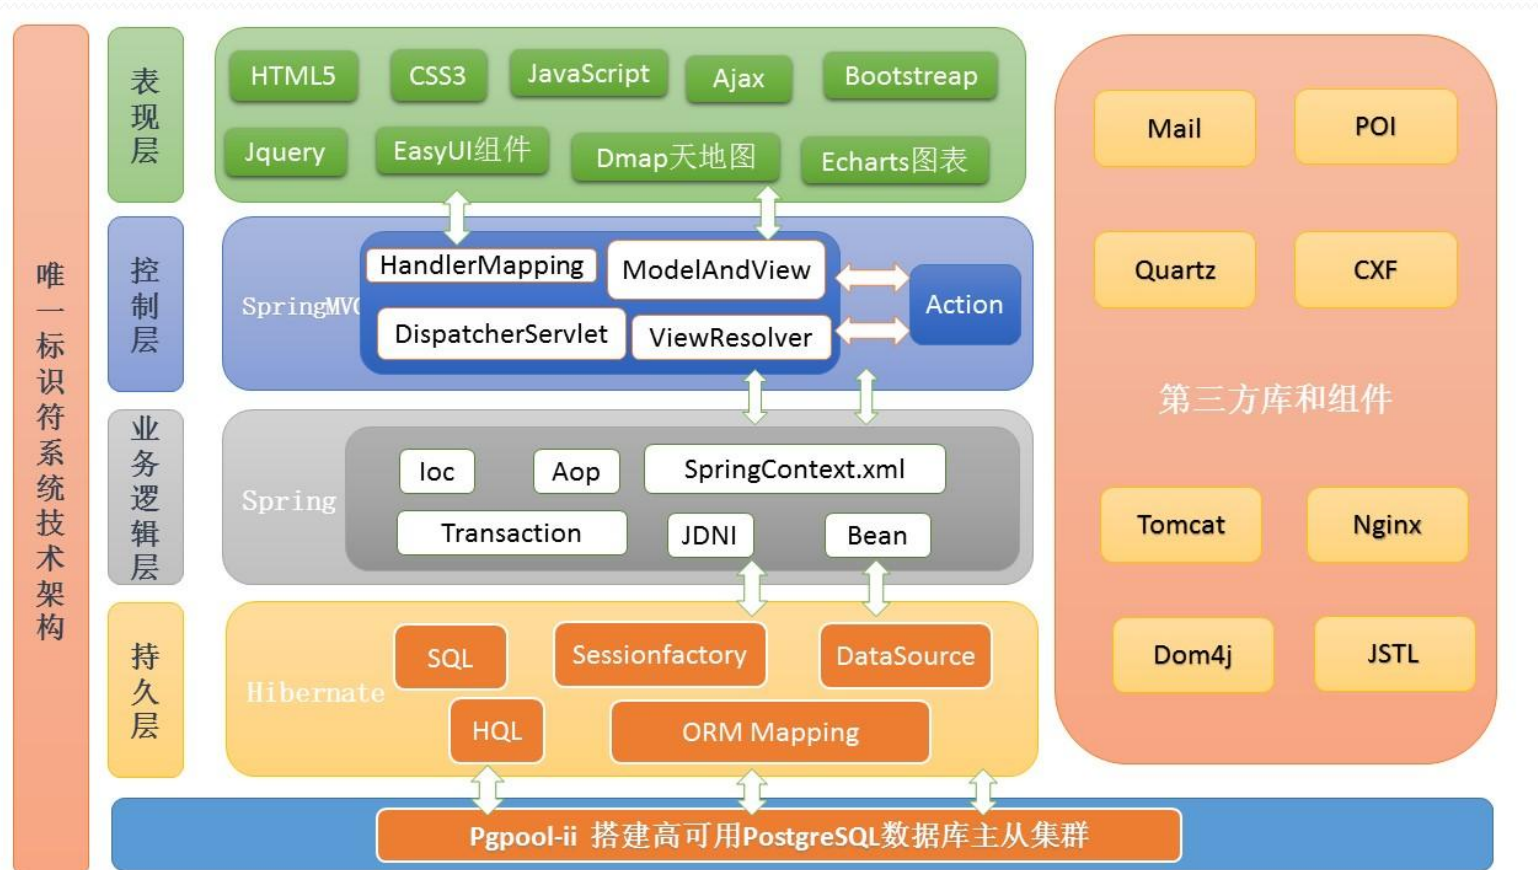 唯一标识符系统技术架构
表现层
HTML5
CSS3
JavaScript
Ajax
Bootstreap
Jquery
EasyUI组件
Dmap天地图
Echarts图表
控制层
SpringMVC
HandlerMapping
ModelAndView
DispatcherServlet
ViewResolver
Action
业务逻辑层
Spring
Ioc
Aop
SpringContext.xml
Transaction
JDNI
Bean
持久层
Hibernate
SQL
Sessionfactory
DataSource
HQL
ORM Mapping
Pgpool-ii 搭建高可用PostgreSQL数据库主从集群
Mail
POI
Quartz
CXF
第三方库和组件
Tomcat
Nginx
Dom4j
JSTL